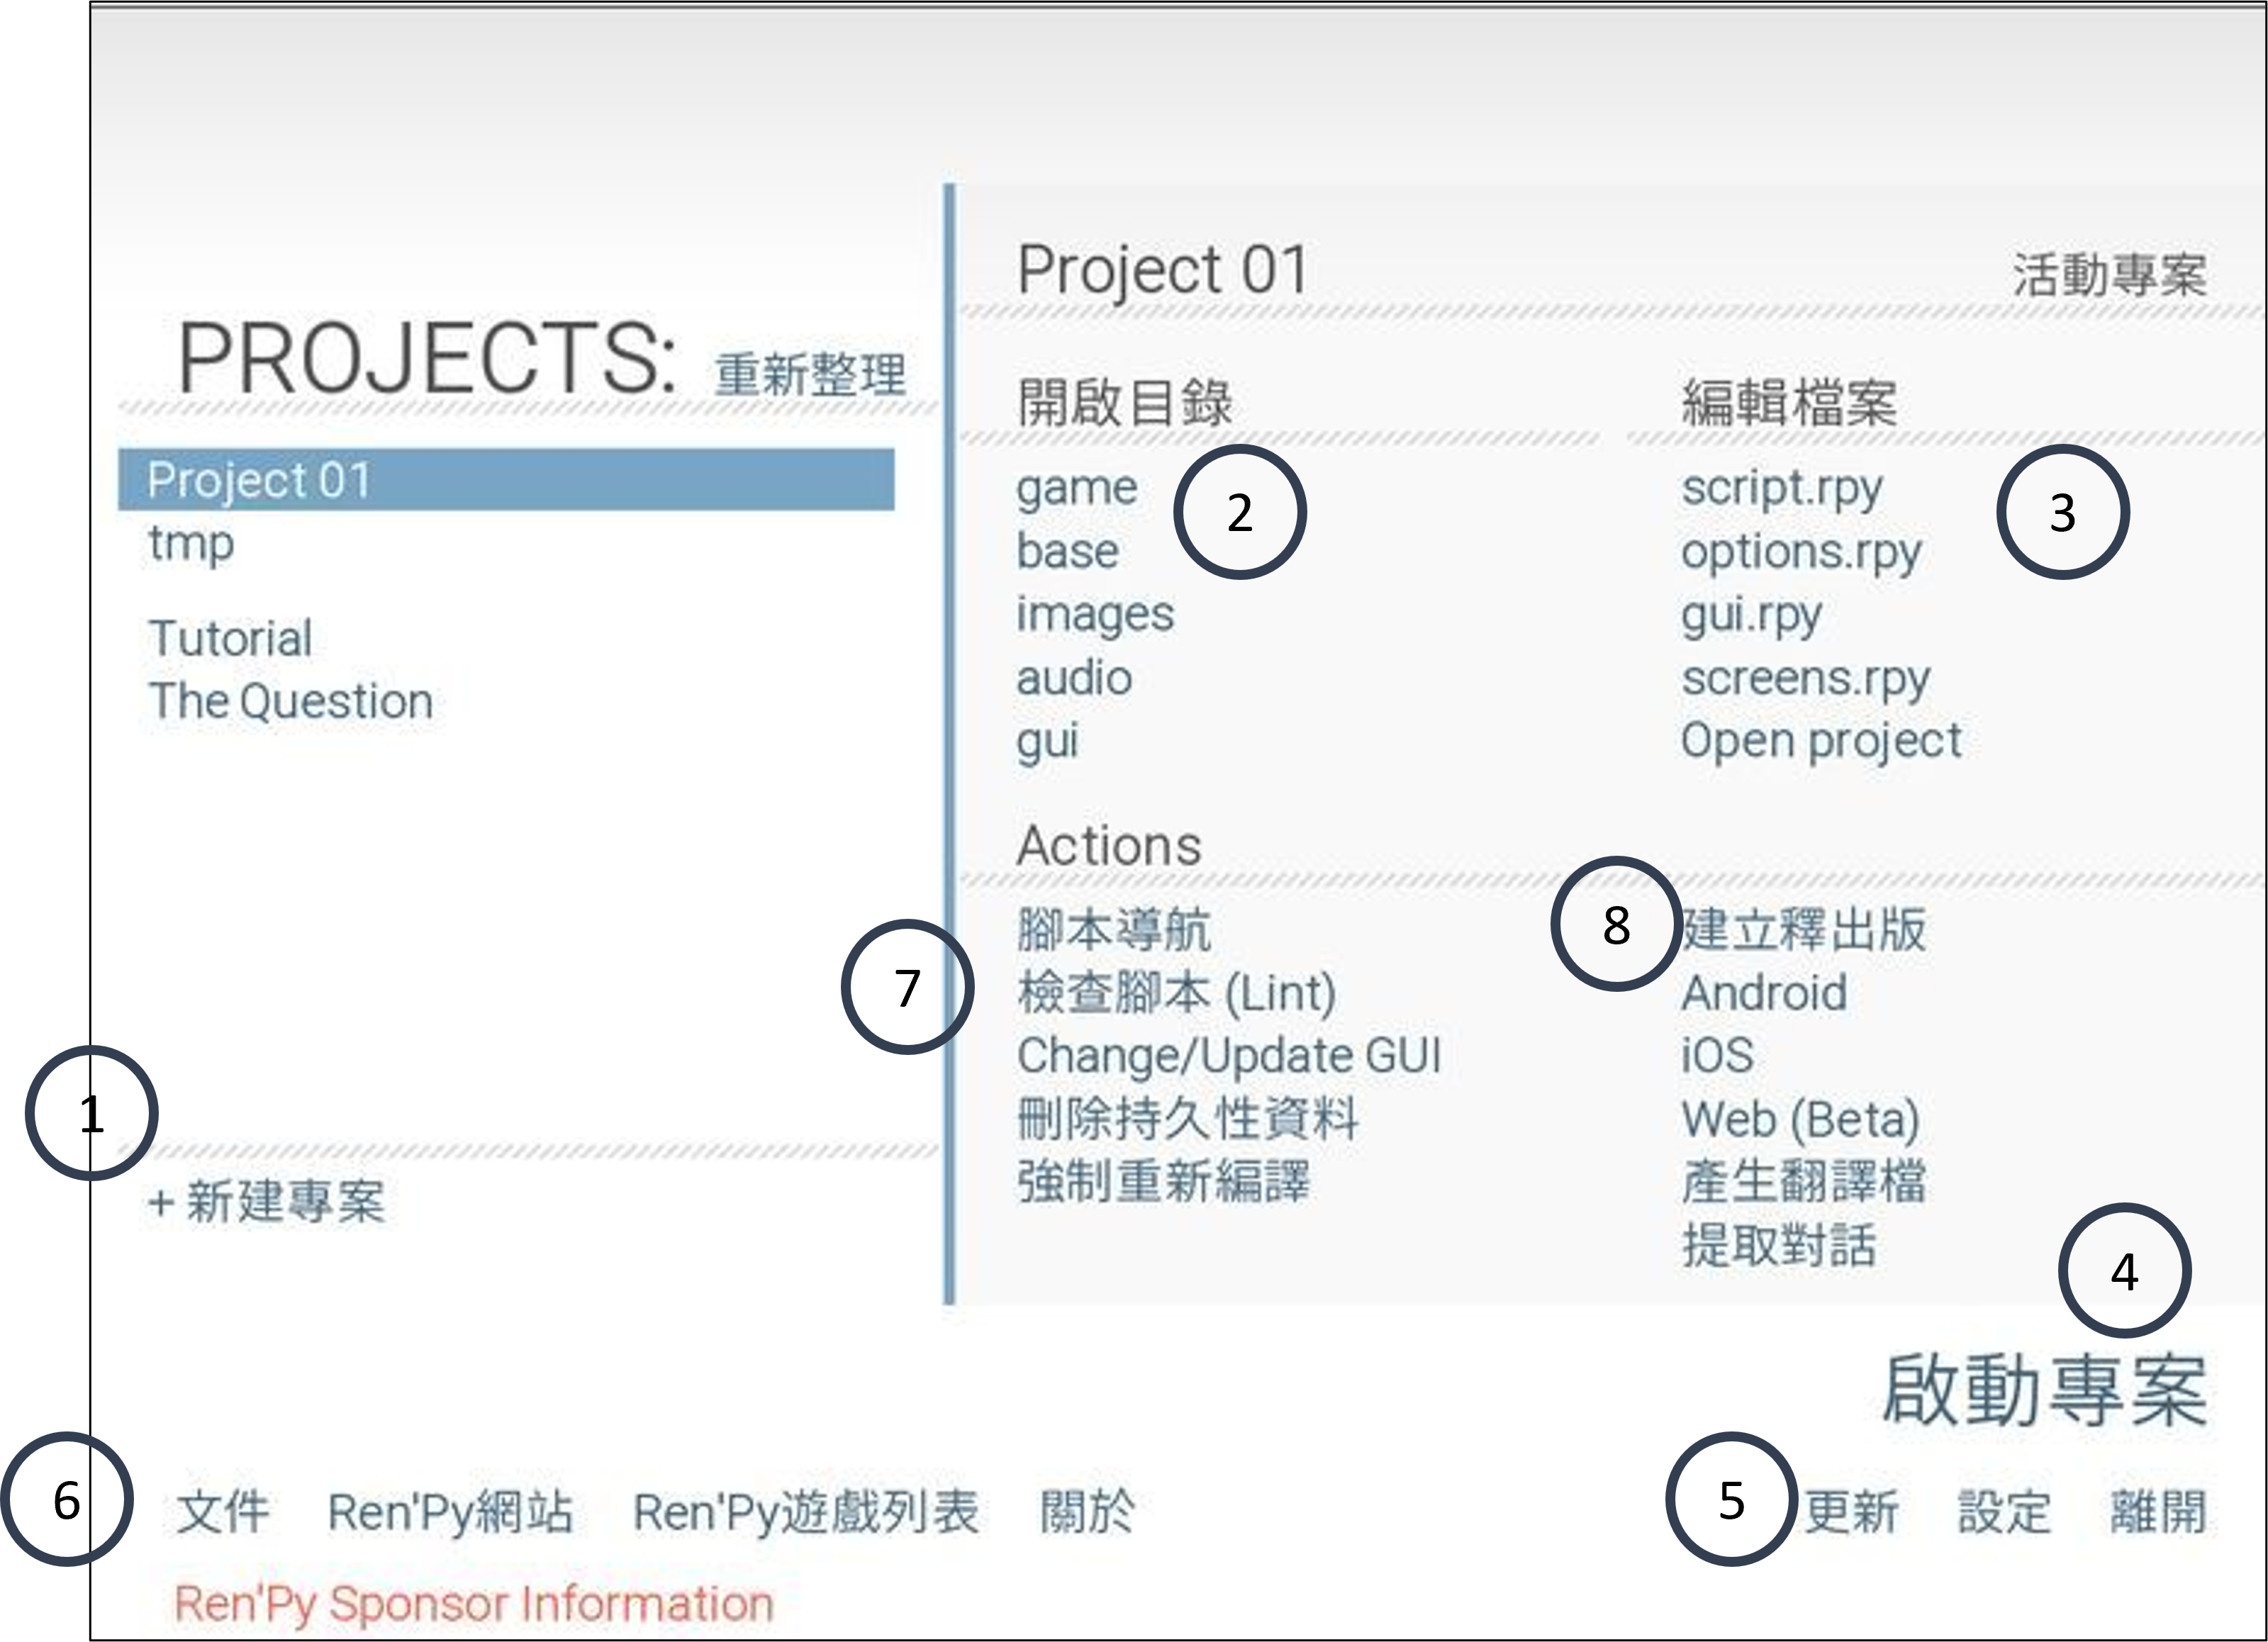 PROJECTS: 重新整理
Project 01
tmp
Tutorial
The Question
1
+ 新建專案
Project 01 活動專案
開啟目錄 編輯檔案
game 2 script.rpy 3
base options.rpy
images gui.rpy
audio screens.rpy
gui Open project
Actions
腳本導航 8 建立釋出版
7 檢查腳本 (Lint) Android
Change/Update GUI iOS
刪除持久性資料 Web (Beta)
強制重新編譯 產生翻譯檔
提取對話
4
啟動專案
6 文件 Ren'Py網站 Ren'Py遊戲列表 關於 5 更新 設定 離開
Ren'Py Sponsor Information